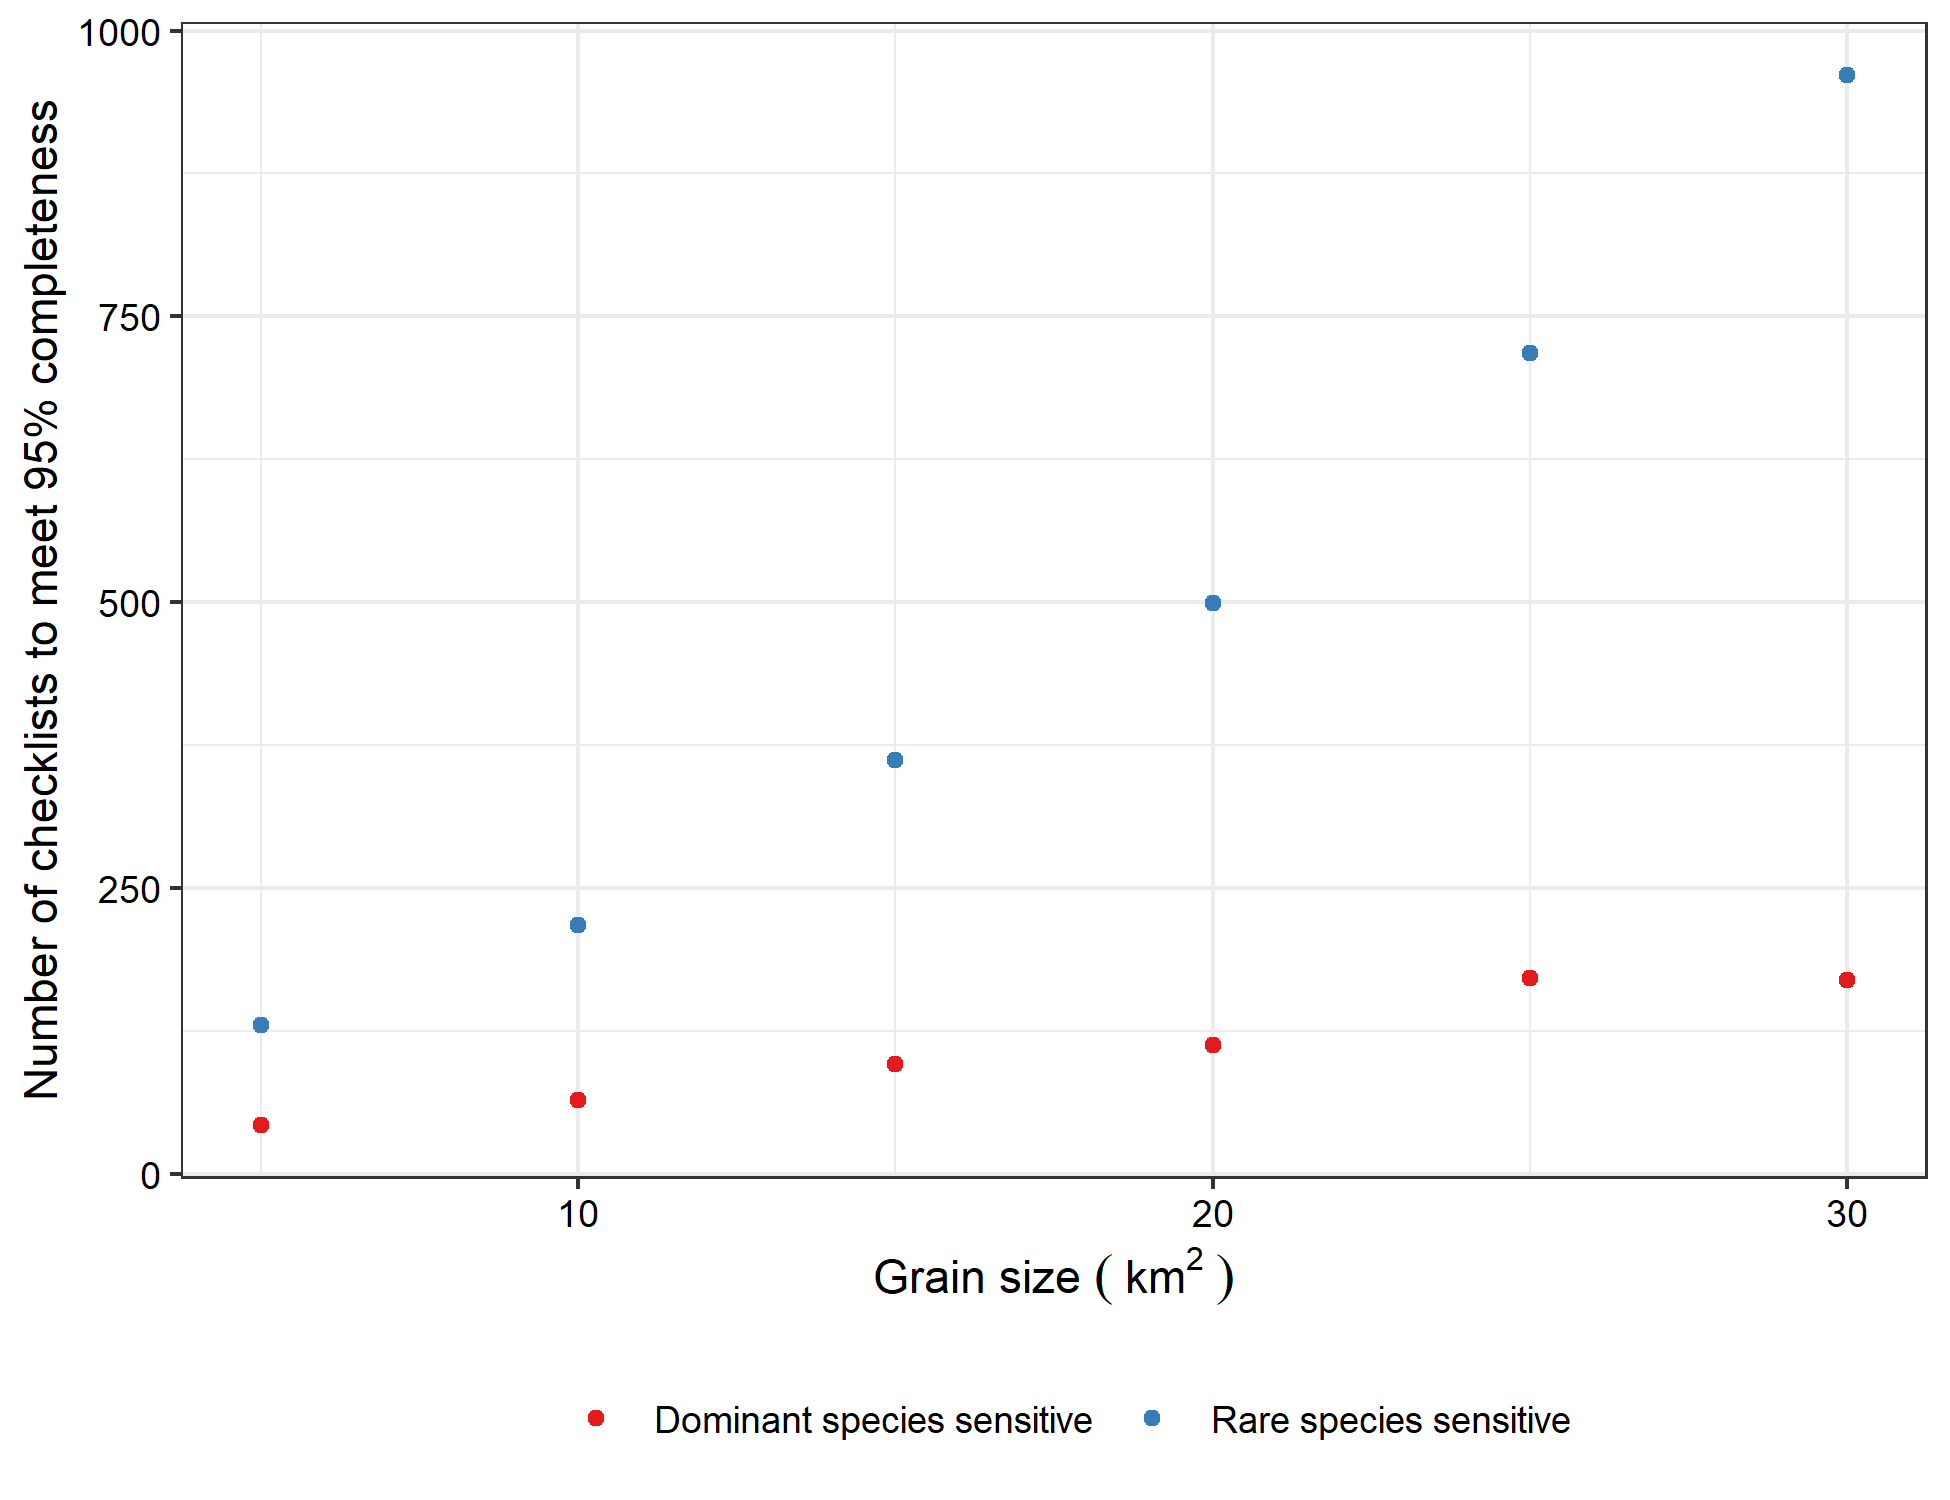 Number of checklists to meet 95% completeness
1000
750
500
250
0
10 20 30
Grain size ( km² )
Dominant species sensitive Rare species sensitive